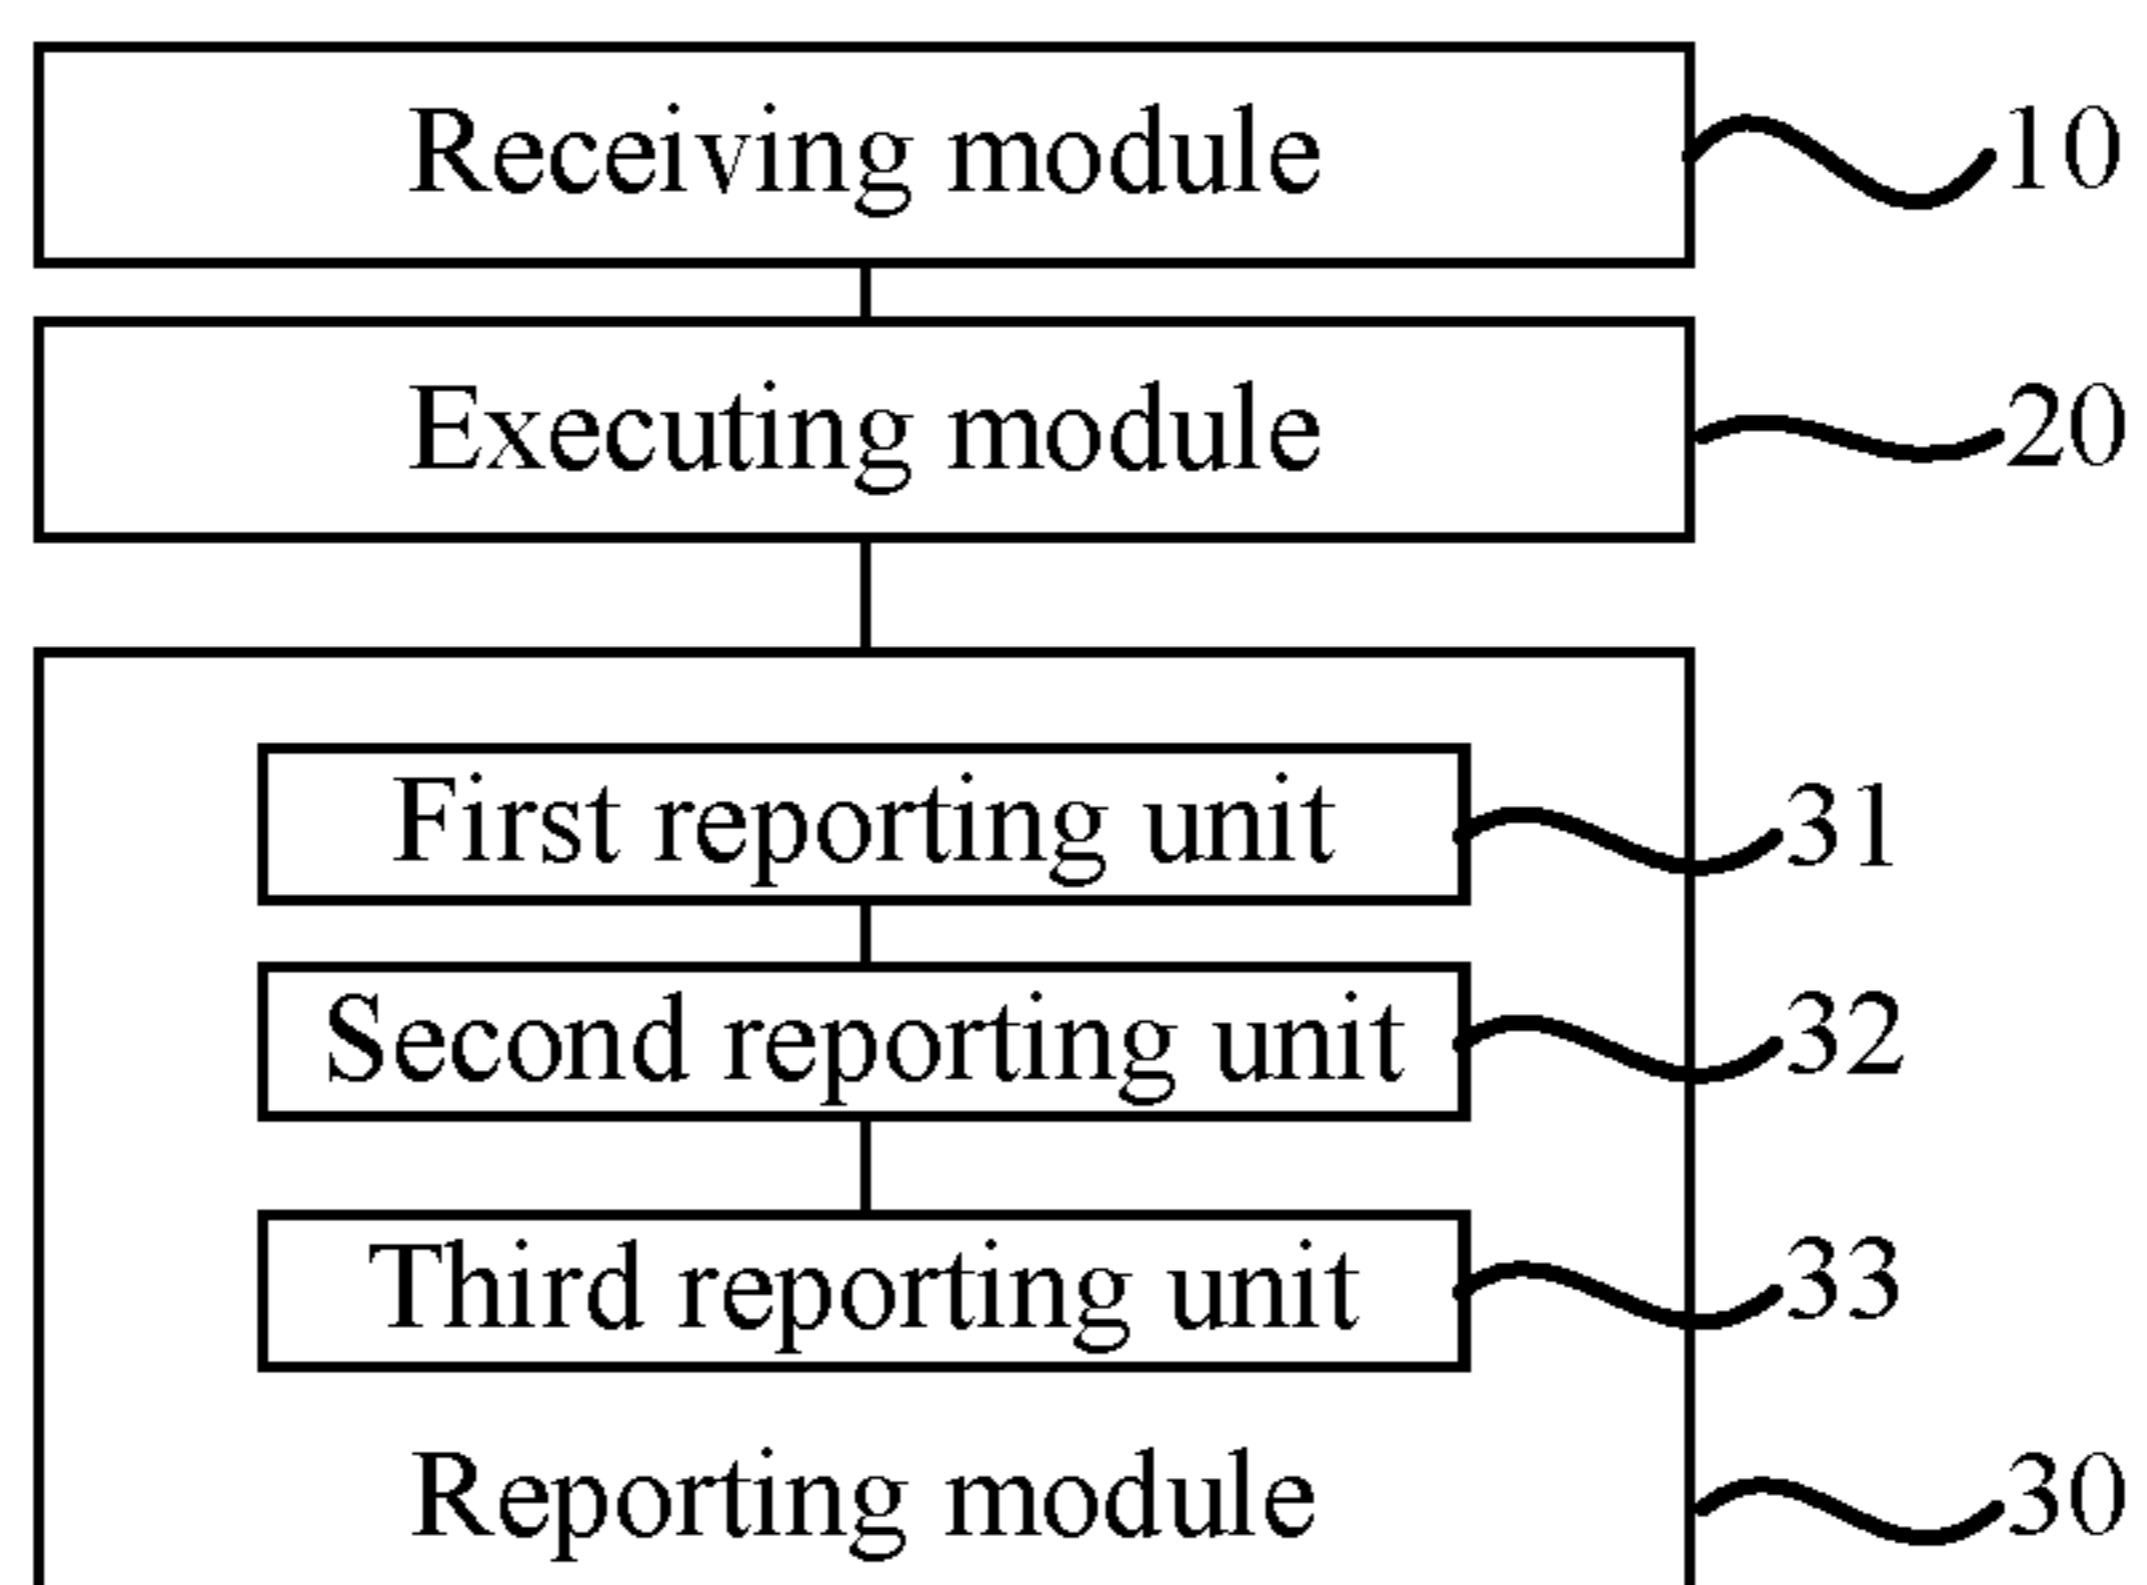 Receiving module 10
Executing module 20
First reporting unit 31
Second reporting unit 32
Third reporting unit 33
Reporting module 30